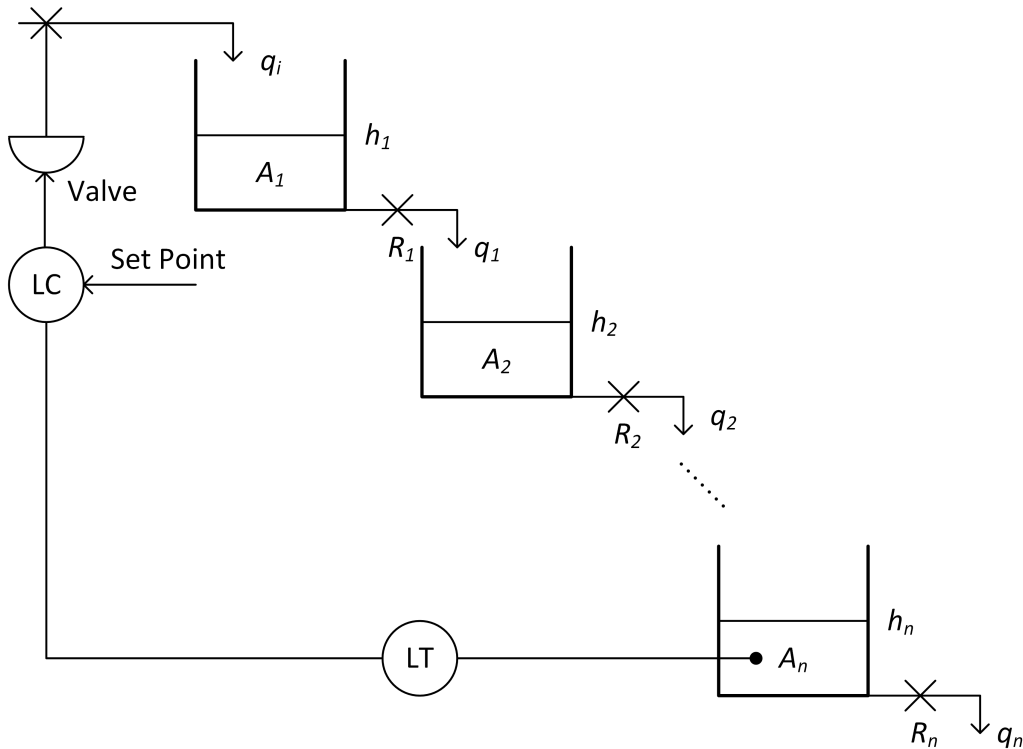 qi
h1
A1
Valve
R1
q1
Set Point
LC
h2
A2
R2
q2
hn
An
LT
Rn
qn